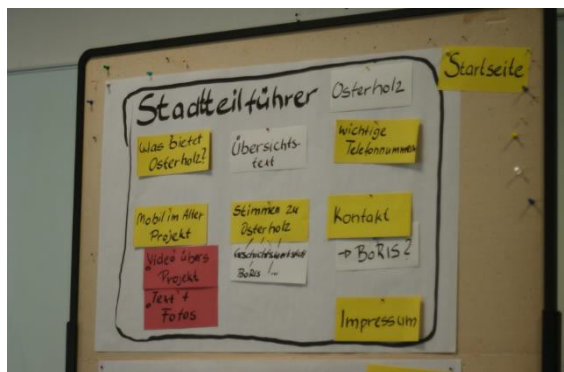 Startseite
Stadtteilführer
Osterholz
Was bietet
Osterholz?
Übersichts-
text
wichtige
Telefonnummern
Mobil im Alter
Projekt
Stimmen zu
Osterholz
Kontakt
Video übers
Projekt
Geschichtswerkstatt
BORIS /...
→ BORIS?
Text +
Fotos
Impressum